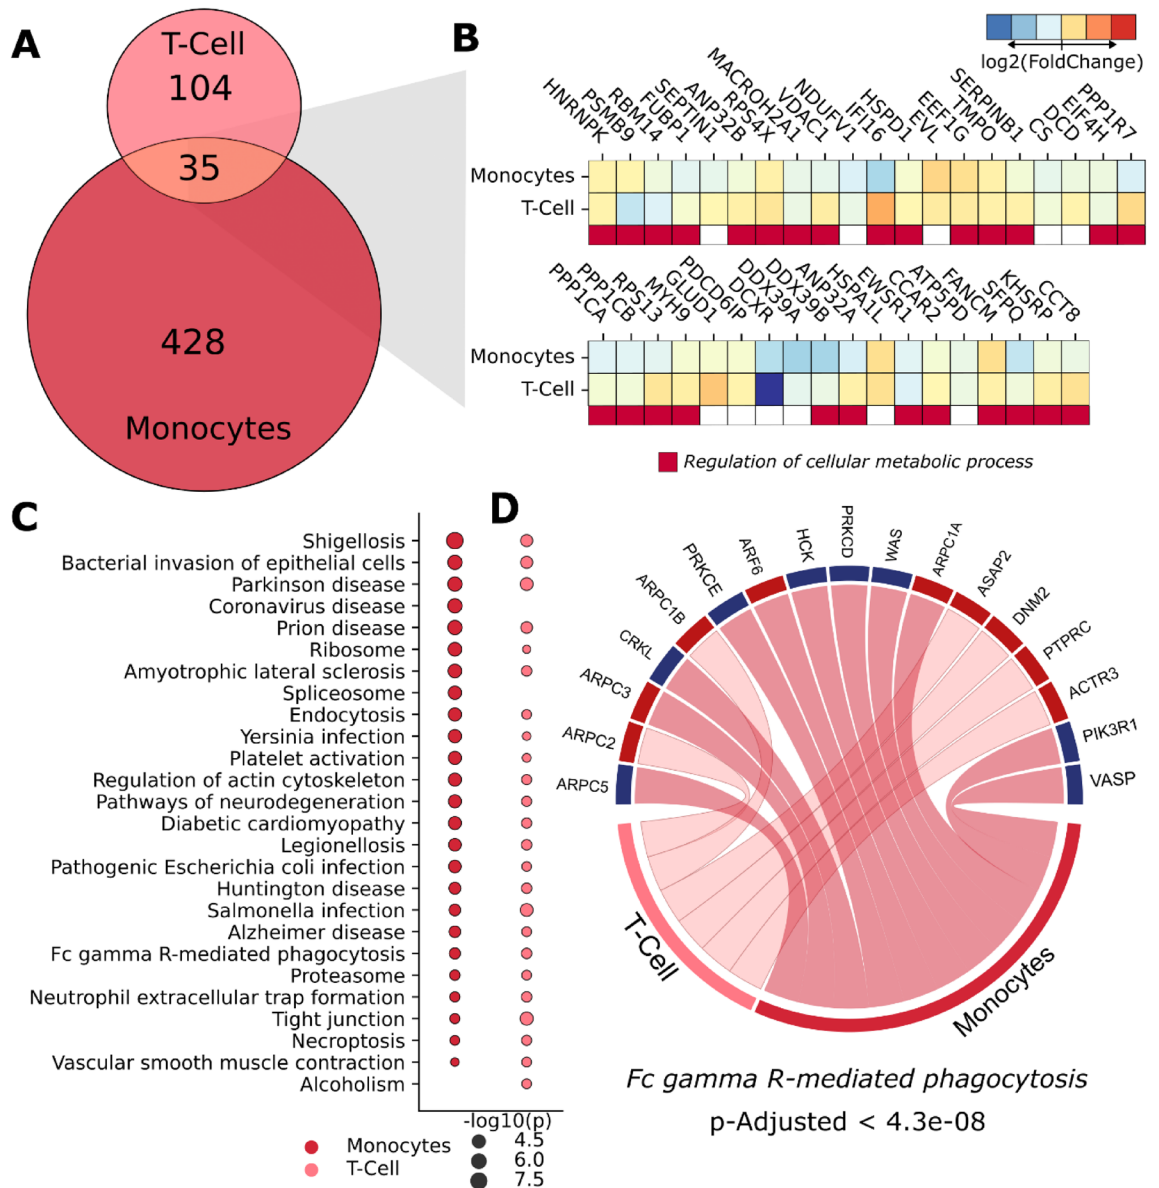 A
T-Cell
104
35
428
Monocytes
B
log2(FoldChange)
HNRNPK
PSMB9
RBM14
FUBP1
SEPTIN1
ANP32B
RPS4X
MACROH2A1
VDAC1
NDUFV1
IFI16
HSPD1
EVL
EEF1G
TMPO
SERPINB1
CS
DCD
EIF4H
PPP1R7
Monocytes
T-Cell
PPP1CA
PPP1CB
RPS13
MYH9
GLUD1
PDCD6IP
DCXR
DDX39A
DDX39B
ANP32A
HSPA1L
EWSR1
CCAR2
ATP5PD
FANCM
SFPQ
KHSRP
CCT8
Monocytes
T-Cell
Regulation of cellular metabolic process
C
Shigellosis
Bacterial invasion of epithelial cells
Parkinson disease
Coronavirus disease
Prion disease
Ribosome
Amyotrophic lateral sclerosis
Spliceosome
Endocytosis
Yersinia infection
Platelet activation
Regulation of actin cytoskeleton
Pathways of neurodegeneration
Diabetic cardiomyopathy
Legionellosis
Pathogenic Escherichia coli infection
Huntington disease
Salmonella infection
Alzheimer disease
Fc gamma R-mediated phagocytosis
Proteasome
Neutrophil extracellular trap formation
Tight junction
Necroptosis
Vascular smooth muscle contraction
Alcoholism
-log10(p)
Monocytes
T-Cell
4.5
6.0
7.5
D
ARPC5
ARPC2
ARPC3
CRKL
ARPC1B
PRKCE
ARF6
HCK
PRKCD
WAS
ARPC1A
ASAP2
DNM2
PTPRC
ACTR3
PIK3R1
VASP
T-Cell
Monocytes
Fc gamma R-mediated phagocytosis
p-Adjusted < 4.3e-08